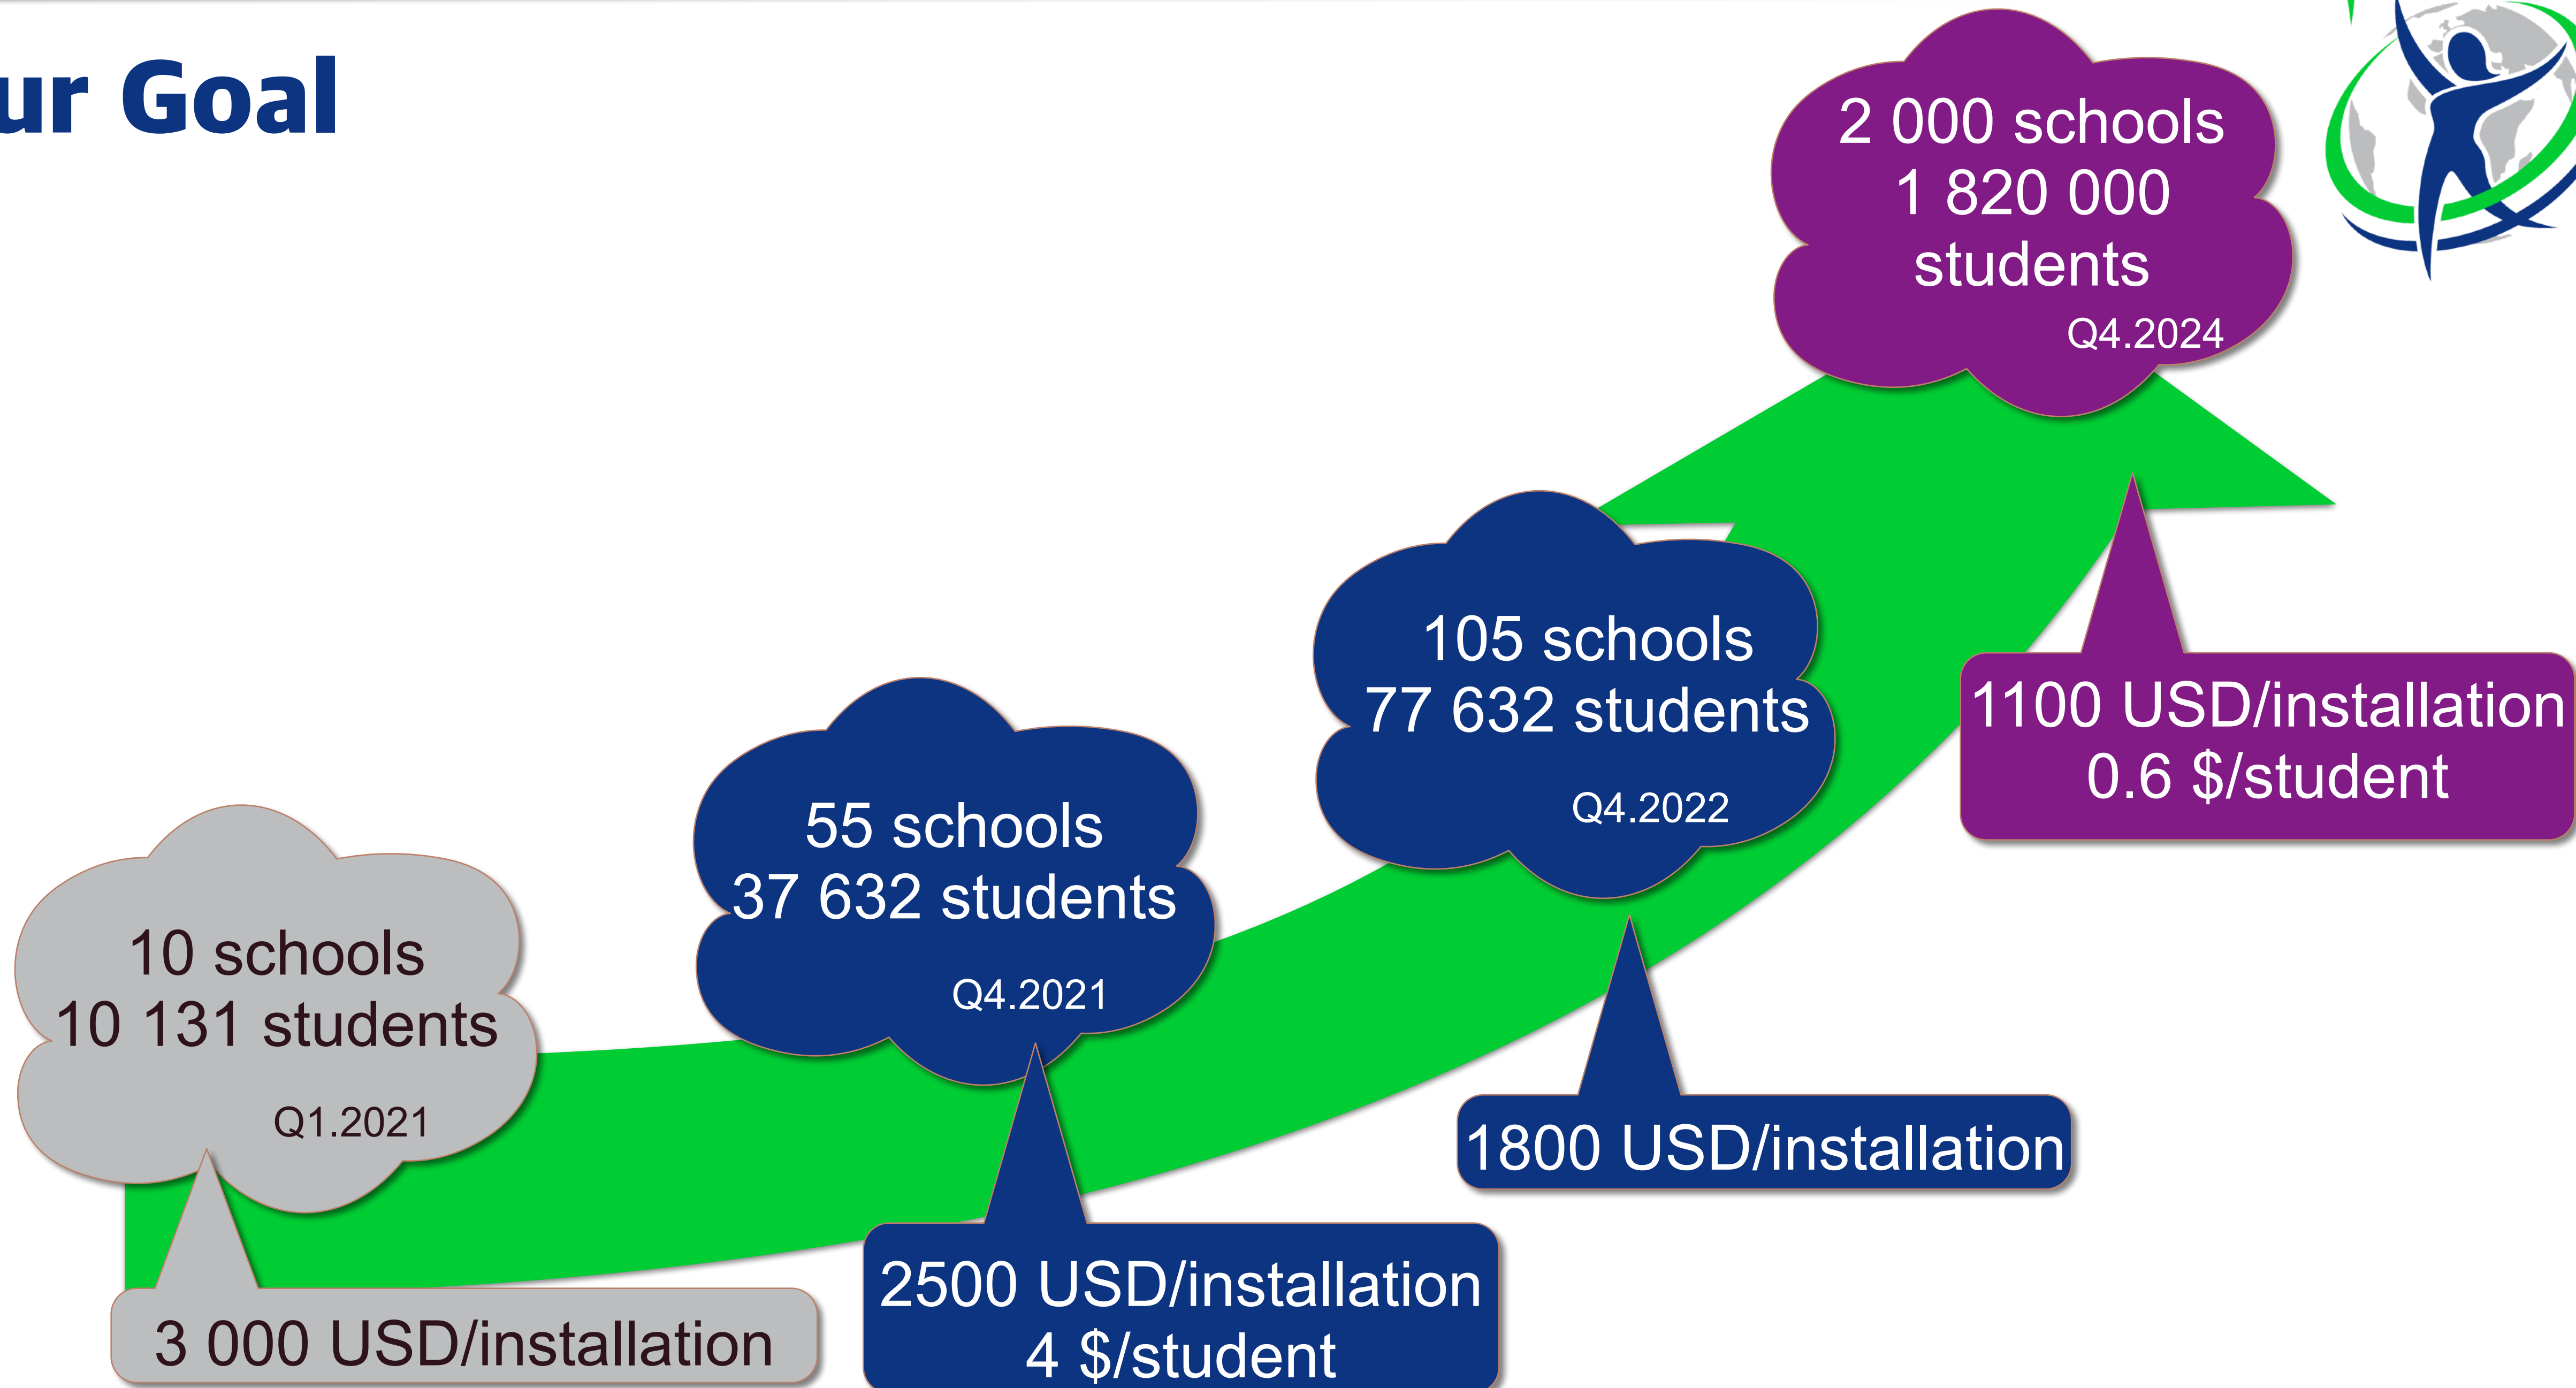 ur Goal
2 000 schools
1 820 000
students
Q4.2024
105 schools
77 632 students
Q4.2022
1100 USD/installation
0.6 $/student
55 schools
37 632 students
Q4.2021
10 schools
10 131 students
Q1.2021
1800 USD/installation
2500 USD/installation
4 $/student
3 000 USD/installation